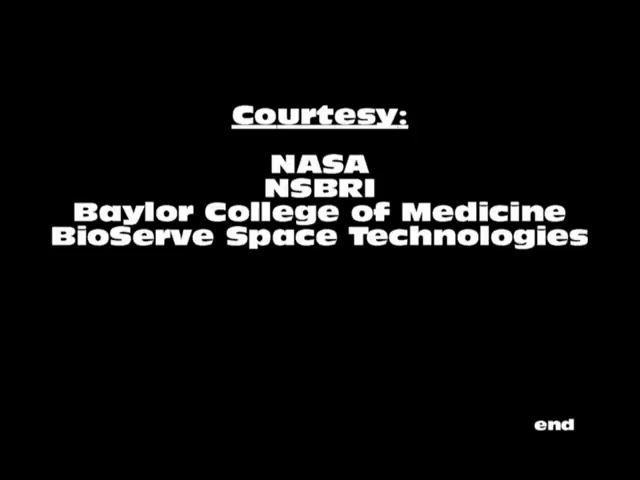 Courtesy:
NASA
NSBRI
Baylor College of Medicine
BioServe Space Technologies
end